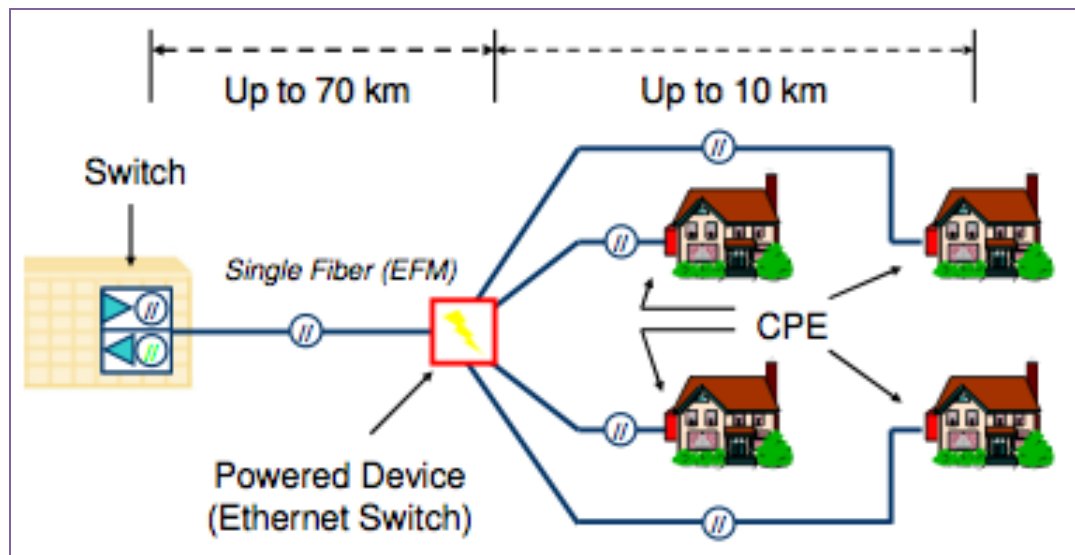 Up to 70 km
Up to 10 km
Switch
Single Fiber (EFM)
CPE
Powered Device
(Ethernet Switch)